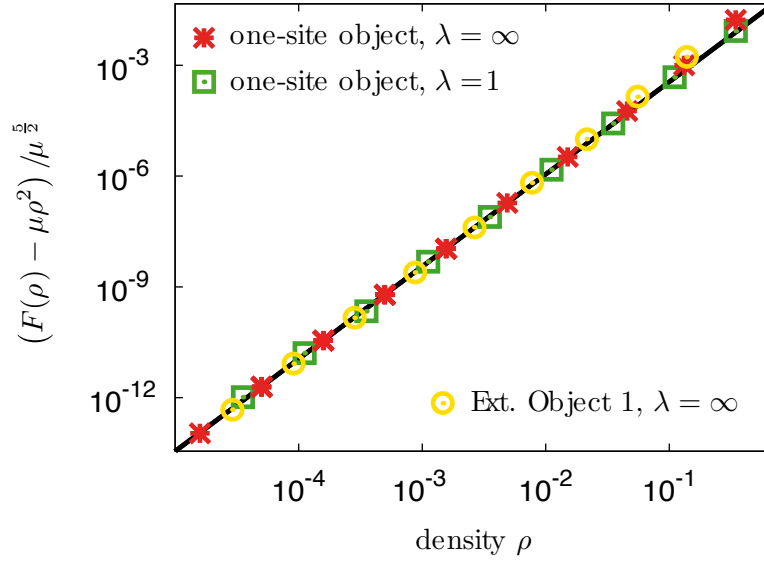 one-site object, λ = ∞
one-site object, λ = 1
(F(ρ) − μρ²) /μ^{5/2}
10⁻³
10⁻⁶
10⁻⁹
10⁻¹²
Ext. Object 1, λ = ∞
10⁻⁴ 10⁻³ 10⁻² 10⁻¹
density ρ